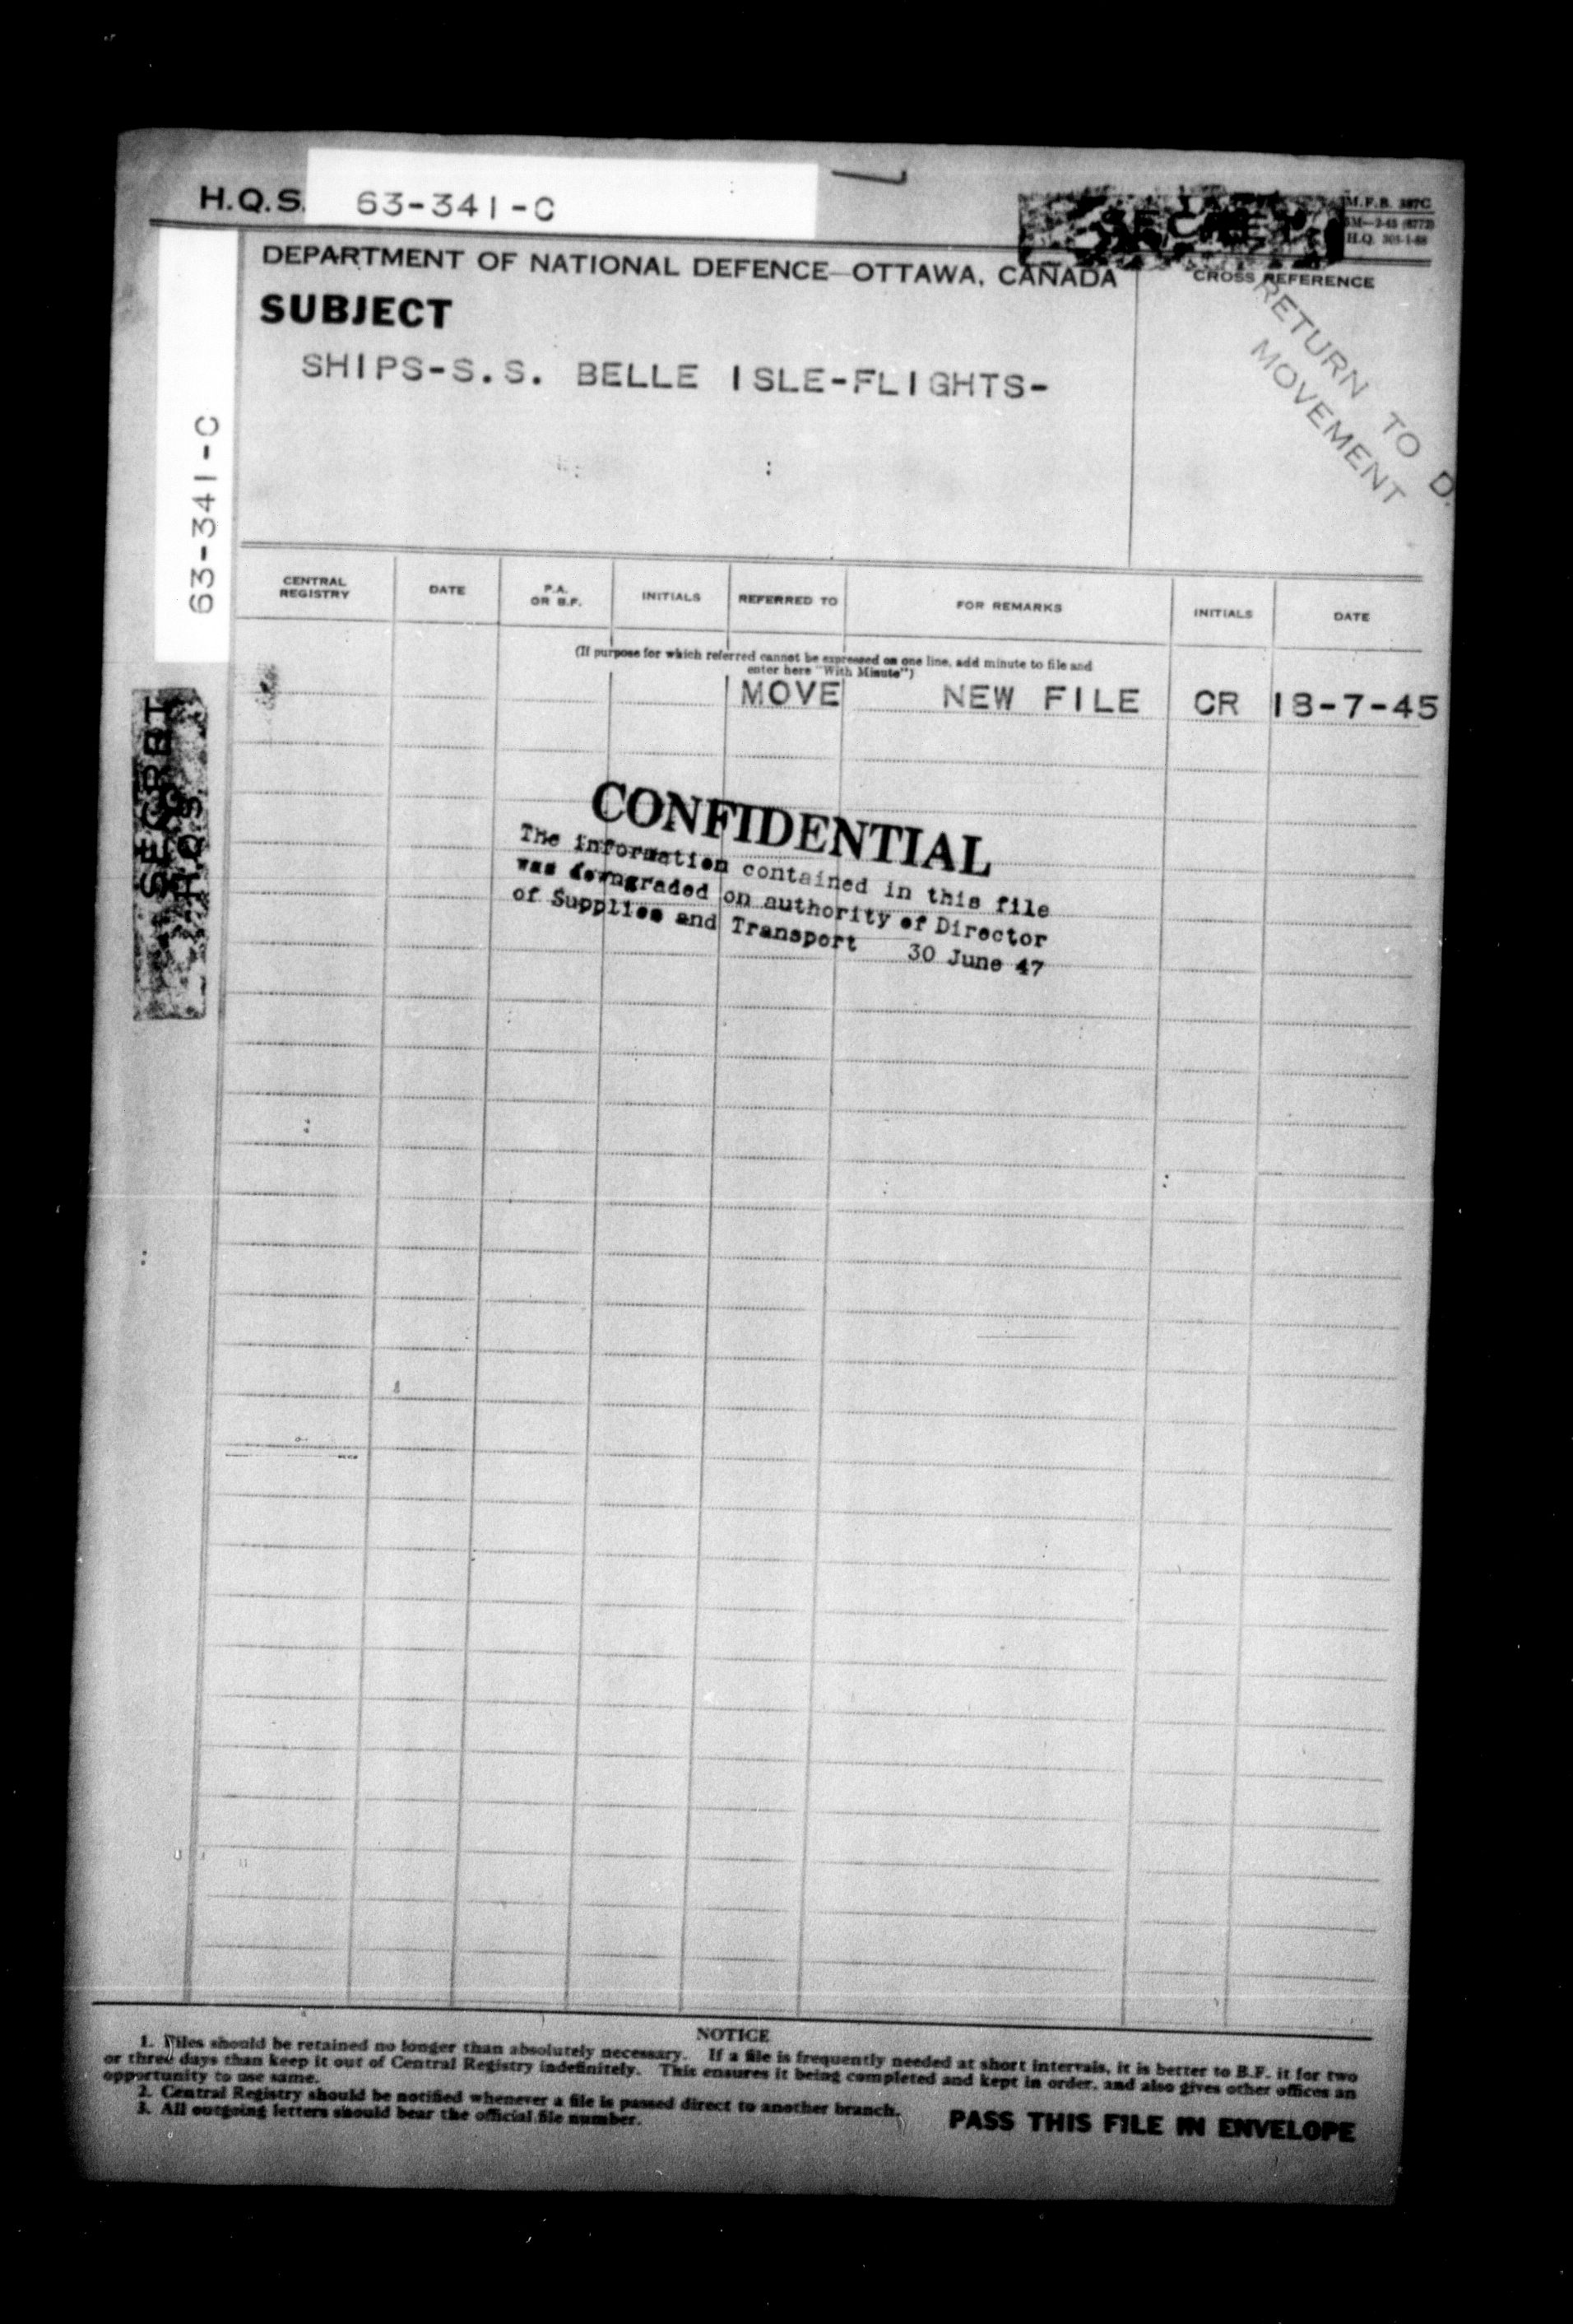 H.Q.S. 63-341-C
M.F.B. 387C
H.Q.
DEPARTMENT OF NATIONAL DEFENCE—OTTAWA, CANADA
CROSS REFERENCE
SUBJECT
SHIPS-S.S. BELLE ISLE-FLIGHTS-
RETURN TO D.
MOVEMENT
63-341-C
CENTRAL REGISTRY DATE P.A. OR B.F. INITIALS REFERRED TO FOR REMARKS INITIALS DATE
(If purpose for which referred cannot be expressed on one line, add minute to file and
enter here "With Minute")
MOVE NEW FILE CR 18-7-45
SECRET
CONFIDENTIAL
The information contained in this file
was downgraded on authority of Director
of Supplies and Transport 30 June 47
NOTICE
1. Files should be retained no longer than absolutely necessary. If a file is frequently needed at short intervals, it is better to B.F. it for two
or three days than keep it out of Central Registry indefinitely. This ensures it being completed and kept in order, and also gives other offices an
opportunity to use same.
2. Central Registry should be notified whenever a file is passed direct to another branch.
3. All outgoing letters should bear the official file number.
PASS THIS FILE IN ENVELOPE